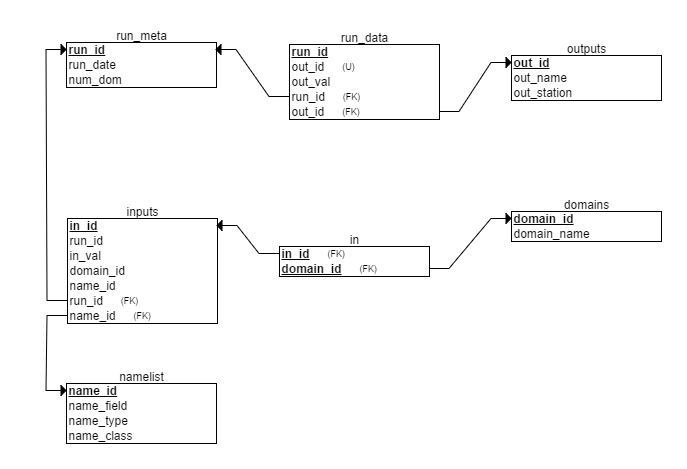 run_meta
run_id
run_date
num_dom
run_data
run_id
out_id (U)
out_val
run_id (FK)
out_id (FK)
outputs
out_id
out_name
out_station
inputs
in_id
run_id
in_val
domain_id
name_id
run_id (FK)
name_id (FK)
in
in_id (FK)
domain_id (FK)
domains
domain_id
domain_name
namelist
name_id
name_field
name_type
name_class